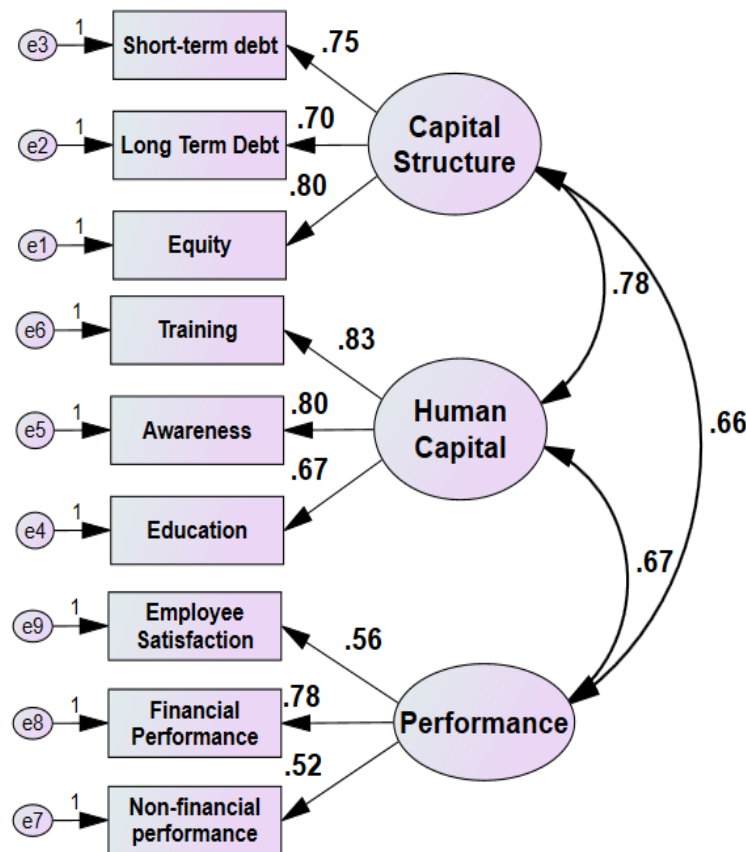 e3
1
Short-term debt
.75
e2
1
Long Term Debt
.70
Capital
Structure
e1
1
Equity
.80
e6
1
Training
.83
.78
e5
1
Awareness
.80
Human
Capital
.66
e4
1
Education
.67
e9
1
Employee
Satisfaction
.56
.67
e8
1
Financial
Performance
.78
Performance
e7
1
Non-financial
performance
.52